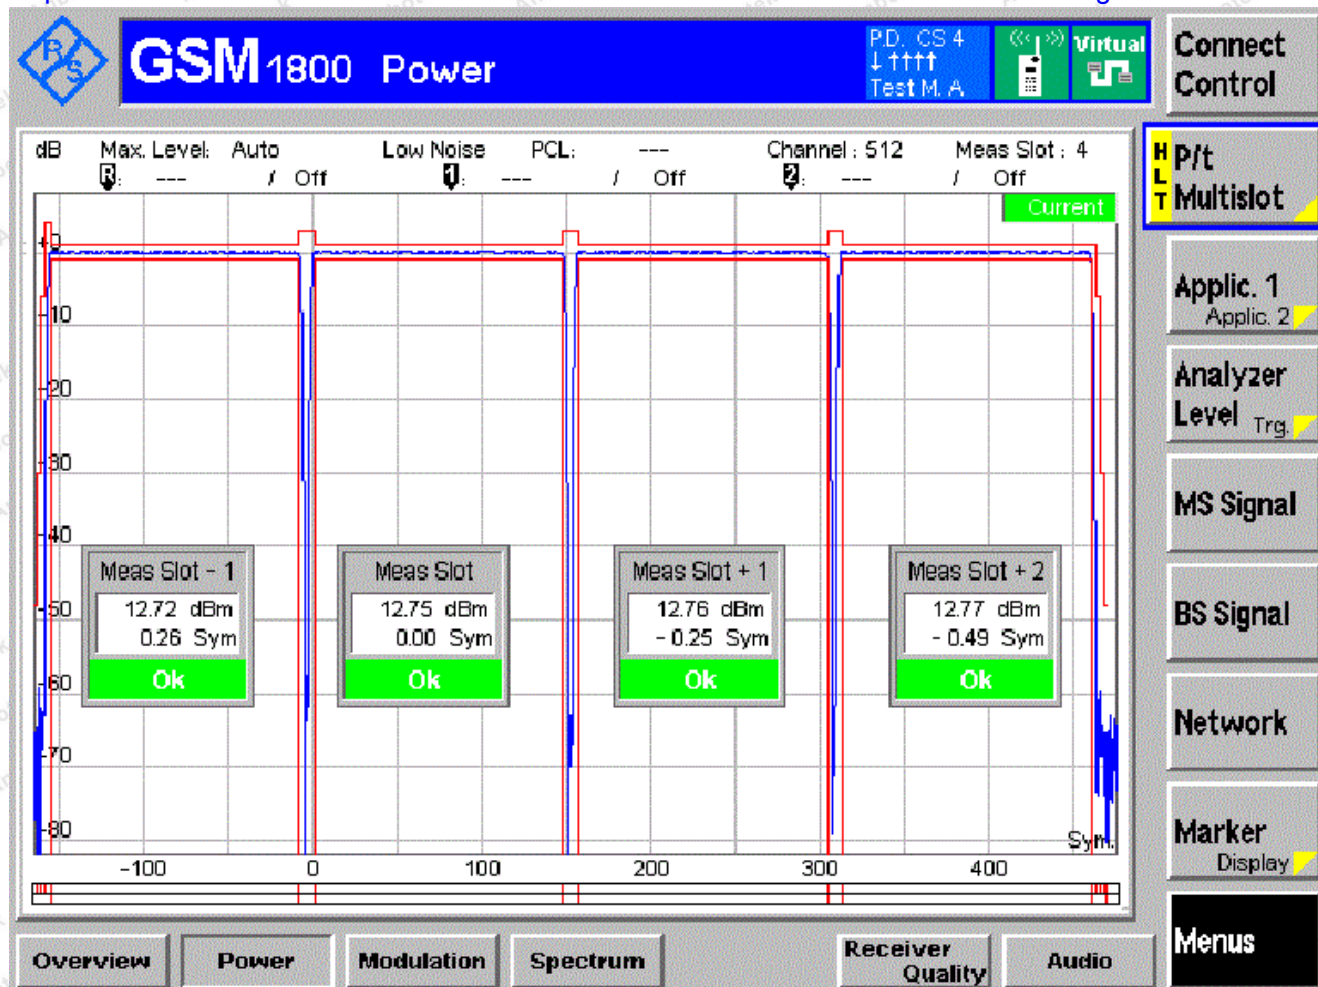 R&S
GSM 1800 Power
P.D. CS 4
↓ ↑↑↑↑
Test M. A.
Virtual
Connect
Control
dB Max. Level: Auto Low Noise PCL: --- Channel : 512 Meas Slot : 4
R: --- / Off 1: --- / Off 2: --- / Off
Current
HLT
P/t
Multislot
+0
-10
-20
-30
-40
-50
-60
-70
-80
Meas Slot - 1
12.72 dBm
0.26 Sym
Ok
Meas Slot
12.75 dBm
0.00 Sym
Ok
Meas Slot + 1
12.76 dBm
- 0.25 Sym
Ok
Meas Slot + 2
12.77 dBm
- 0.49 Sym
Ok
Sym.
-100 0 100 200 300 400
Applic. 1
Applic. 2
Analyzer
Level Trg.
MS Signal
BS Signal
Network
Marker
Display
Menus
Overview Power Modulation Spectrum Receiver Quality Audio